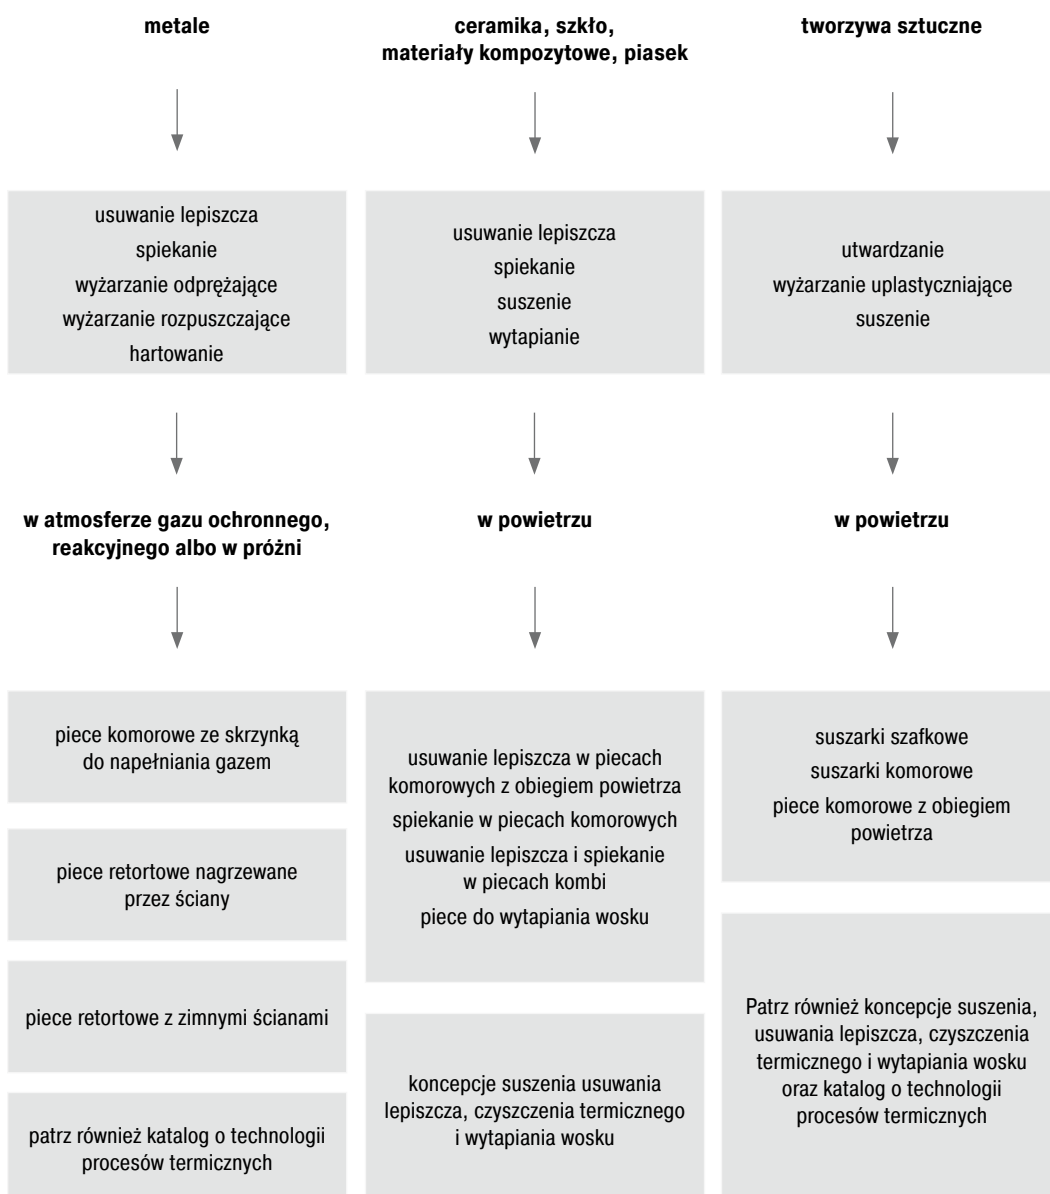 metale
ceramika, szkło,
materiały kompozytowe, piasek
tworzywa sztuczne
usuwanie lepiszcza
spiekanie
wyżarzanie odprężające
wyżarzanie rozpuszczające
hartowanie
usuwanie lepiszcza
spiekanie
suszenie
wytapianie
utwardzanie
wyżarzanie uplastyczniające
suszenie
w atmosferze gazu ochronnego,
reakcyjnego albo w próżni
w powietrzu
w powietrzu
piece komorowe ze skrzynką
do napełniania gazem
piece retortowe nagrzewane
przez ściany
piece retortowe z zimnymi ścianami
patrz również katalog o technologii
procesów termicznych
usuwanie lepiszcza w piecach
komorowych z obiegiem powietrza
spiekanie w piecach komorowych
usuwanie lepiszcza i spiekanie
w piecach kombi
piece do wytapiania wosku
koncepcje suszenia usuwania
lepiszcza, czyszczenia termicznego
i wytapiania wosku
suszarki szafkowe
suszarki komorowe
piece komorowe z obiegiem
powietrza
Patrz również koncepcje suszenia,
usuwania lepiszcza, czyszczenia
termicznego i wytapiania wosku
oraz katalog o technologii
procesów termicznych